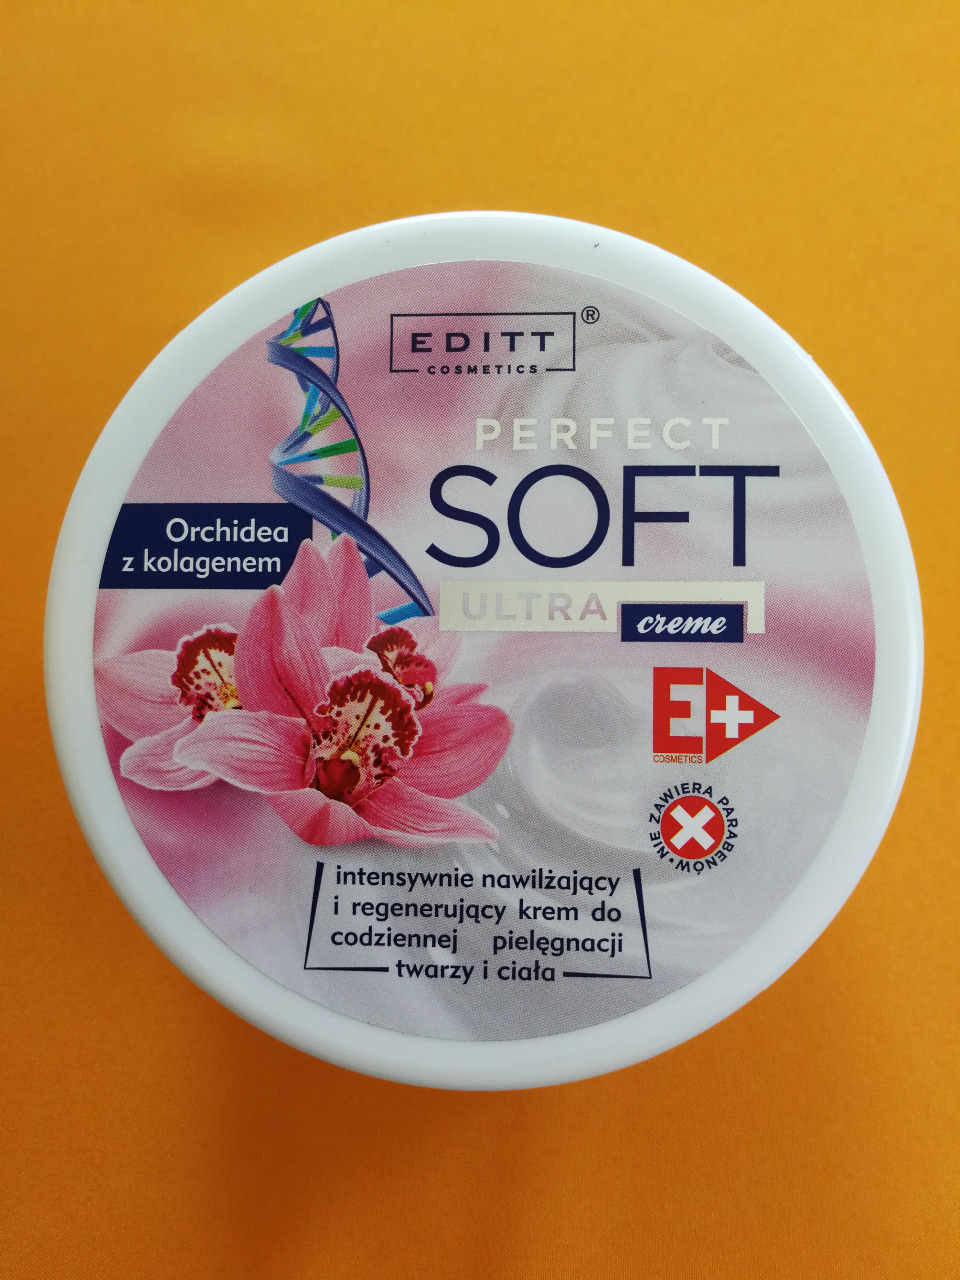 EDITT®
COSMETICS
PERFECT
SOFT
ULTRA
creme
Orchidea
z kolagenem
E+
COSMETICS
NIE ZAWIERA PARABENÓW •
intensywnie nawilżający
i regenerujący krem do
codziennej pielęgnacji
twarzy i ciała